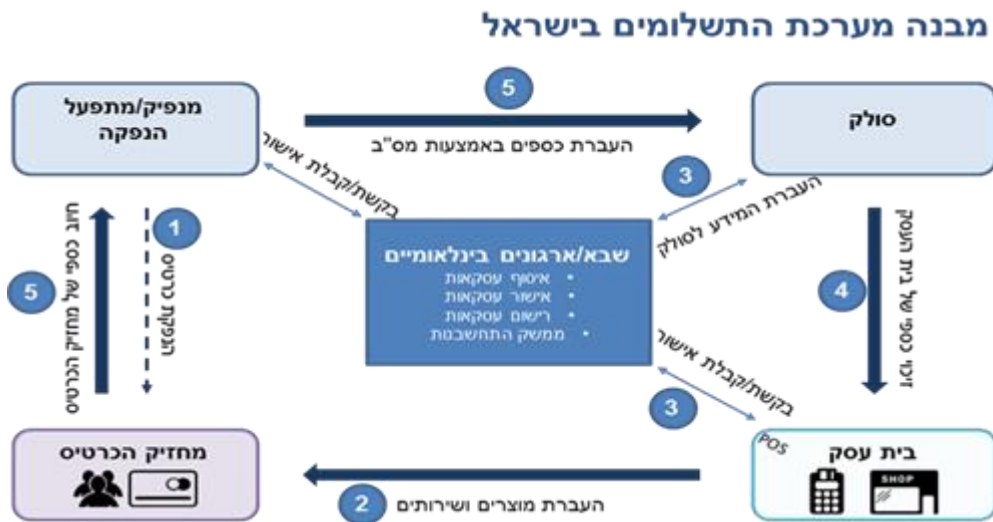 מבנה מערכת התשלומים בישראל
סולק
5
מנפיק/מתפעל
הנפקה
העברת כספים באמצעות מס"ב
בקשת/קבלת אישור
3
העברת המידע לסולק
שבא/ארגונים בינלאומיים
• איסוף עסקאות
• אישור עסקאות
• רישום עסקאות
• ממשק התחשבנות
1
הנפקת כרטיס
5
חיוב כספי של מחזיק הכרטיס
4
זיכוי כספי של בית העסק
בקשת/קבלת אישור
3
POS
בית עסק
SHOP
מחזיק הכרטיס
2
העברת מוצרים ושירותים